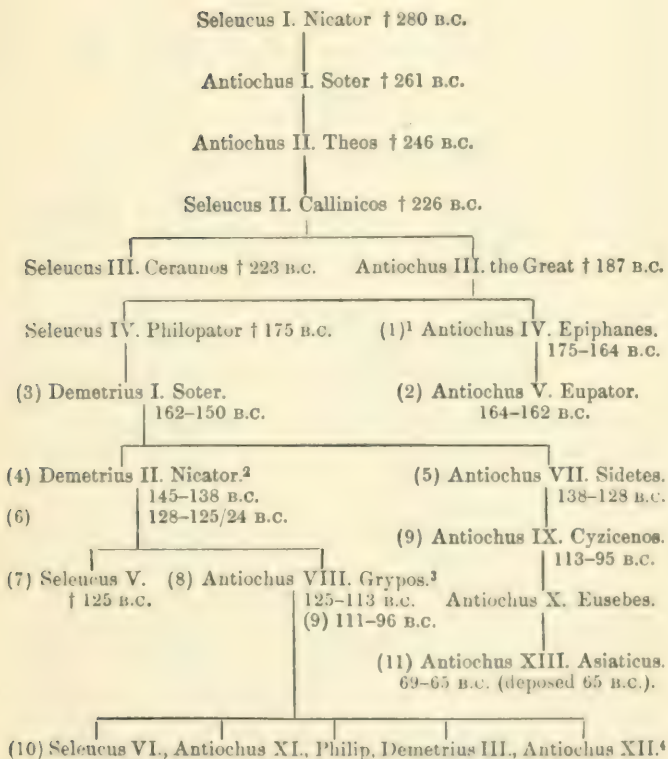 Seleucus I. Nicator † 280 B.C.
Antiochus I. Soter † 261 B.C.
Antiochus II. Theos † 246 B.C.
Seleucus II. Callinicos † 226 B.C.
Seleucus III. Ceraunos † 223 B.C. Antiochus III. the Great † 187 B.C.
Seleucus IV. Philopator † 175 B.C. (1)¹ Antiochus IV. Epiphanes.
175–164 B.C.
(3) Demetrius I. Soter. (2) Antiochus V. Eupator.
162–150 B.C. 164–162 B.C.
(4) Demetrius II. Nicator.² (5) Antiochus VII. Sidetes.
145–138 B.C. 138–128 B.C.
(6) 128–125/24 B.C.
(9) Antiochus IX. Cyzicenos.
113–95 B.C.
(7) Seleucus V. (8) Antiochus VIII. Grypos.³
† 125 B.C. 125–113 B.C. Antiochus X. Eusebes.
(9) 111–96 B.C.
(11) Antiochus XIII. Asiaticus.
69–65 B.C. (deposed 65 B.C.).
(10) Seleucus VI., Antiochus XI., Philip, Demetrius III., Antiochus XII.⁴